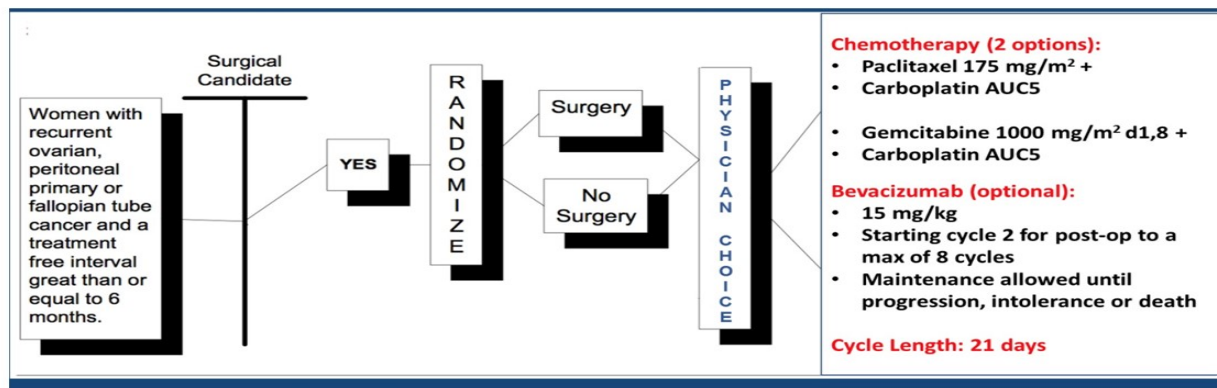 Women with
recurrent
ovarian,
peritoneal
primary or
fallopian tube
cancer and a
treatment
free interval
great than or
equal to 6
months.
Surgical
Candidate
YES
RANDOMIZE
Surgery
No
Surgery
PHYSICIAN CHOICE
Chemotherapy (2 options):
• Paclitaxel 175 mg/m² +
• Carboplatin AUC5
• Gemcitabine 1000 mg/m² d1,8 +
• Carboplatin AUC5
Bevacizumab (optional):
• 15 mg/kg
• Starting cycle 2 for post-op to a
max of 8 cycles
• Maintenance allowed until
progression, intolerance or death
Cycle Length: 21 days